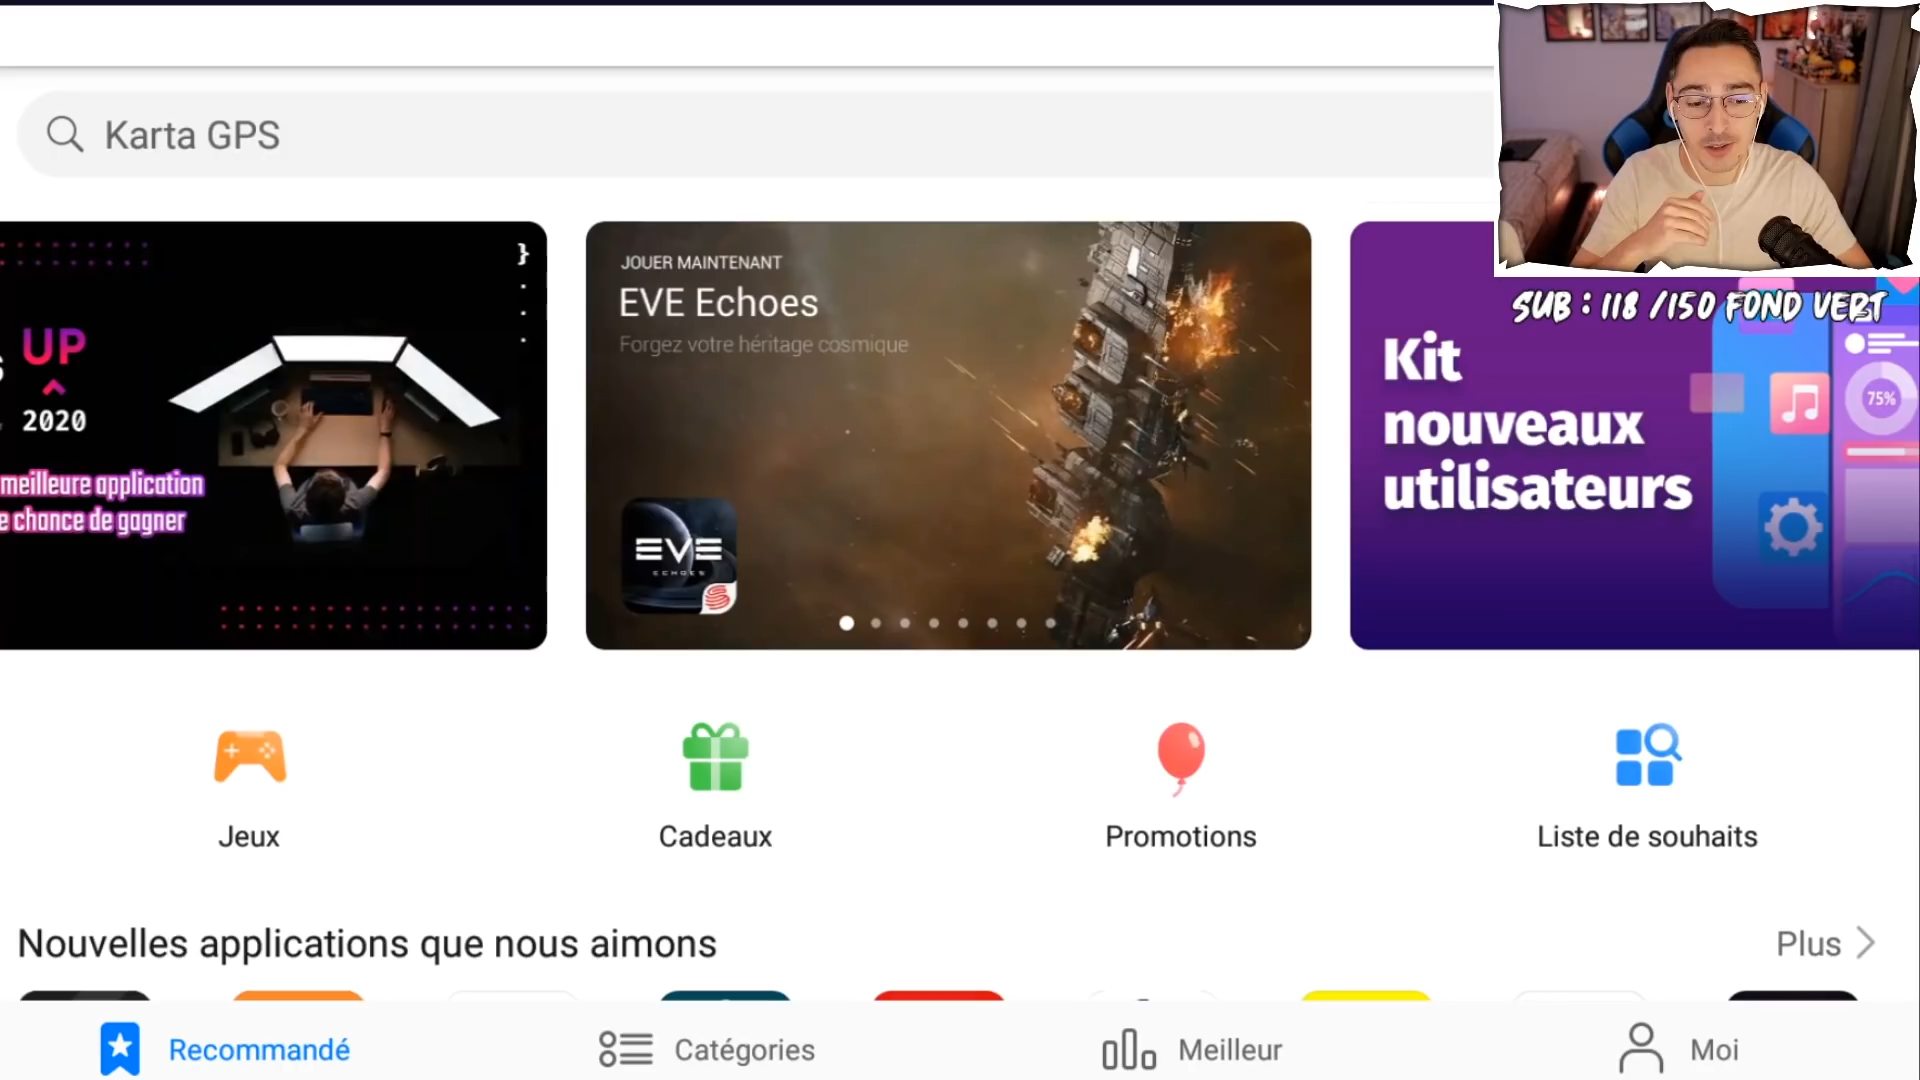 Karta GPS
UP
2020
meilleure application
e chance de gagner
}
JOUER MAINTENANT
EVE Echoes
Forgez votre héritage cosmique
EVE
ECHOES
Kit
nouveaux
utilisateurs
75%
SUB : 118 /150 FOND VERT
Jeux
Cadeaux
Promotions
Liste de souhaits
Nouvelles applications que nous aimons
Plus
Recommandé
Catégories
Meilleur
Moi